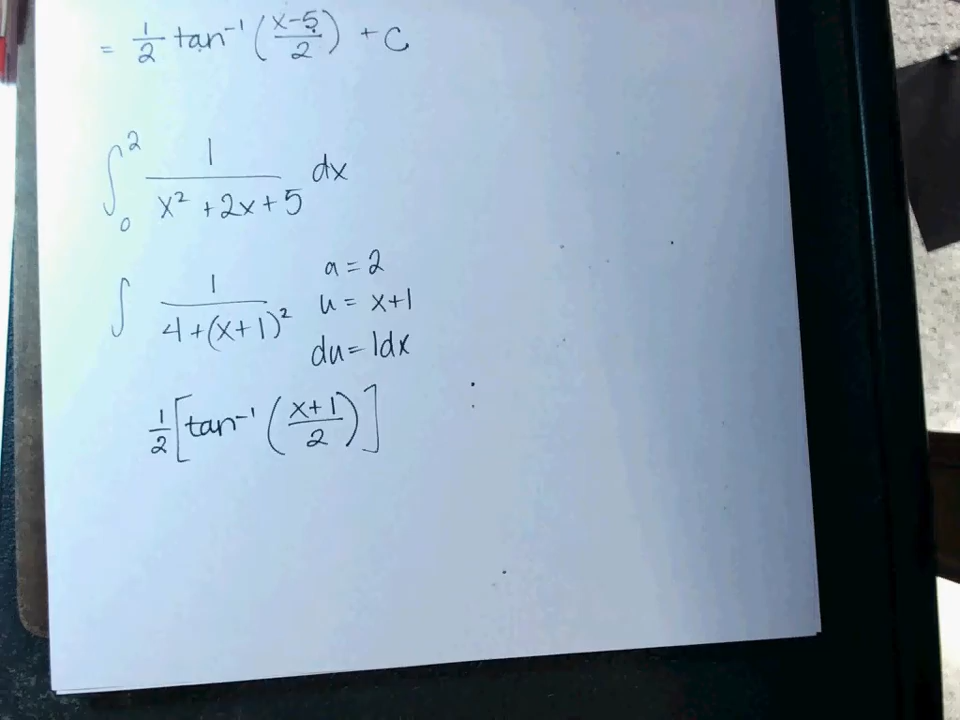 = 1/2 tan⁻¹ (x-5/2) + C
∫₀² 1/x² +2x+5 dx
∫ 1/4+(x+1)² a=2
u = x+1
du=1dx
1/2 [tan⁻¹ (x+1/2)]